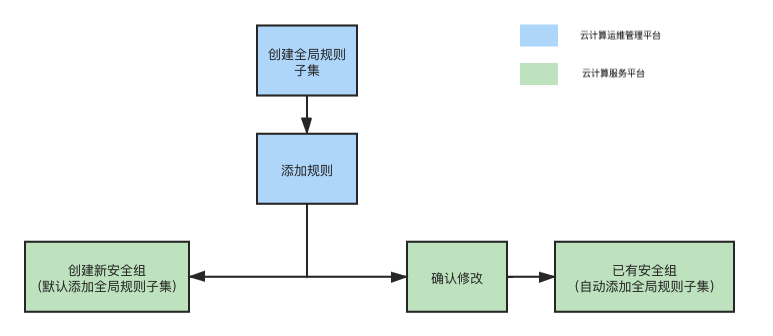 创建全局规则
子集
云计算运维管理平台
云计算服务平台
添加规则
创建新安全组
(默认添加全局规则子集)
确认修改
已有安全组
(自动添加全局规则子集)